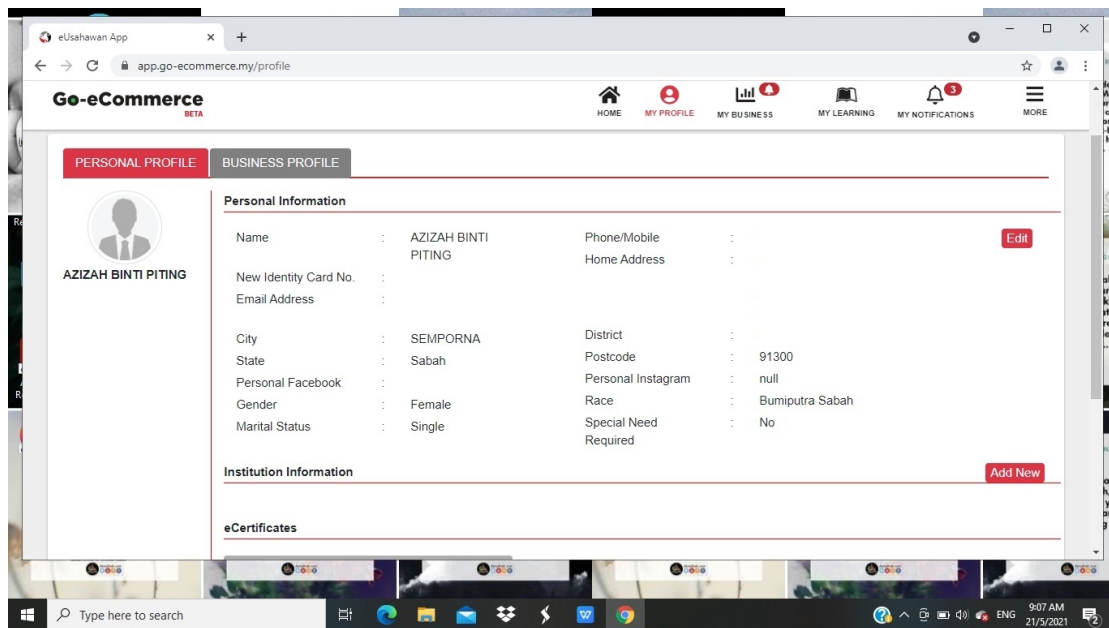 eUsahawan App
app.go-ecommerce.my/profile
Go-eCommerce
BETA
HOME
MY PROFILE
MY BUSINESS
MY LEARNING
3
MY NOTIFICATIONS
MORE
PERSONAL PROFILE
BUSINESS PROFILE
AZIZAH BINTI PITING
Personal Information
Edit
Name : AZIZAH BINTI
PITING
New Identity Card No. :
Email Address :
City : SEMPORNA
State : Sabah
Personal Facebook :
Gender : Female
Marital Status : Single
Phone/Mobile :
Home Address :
District :
Postcode : 91300
Personal Instagram : null
Race : Bumiputra Sabah
Special Need : No
Required
Institution Information
Add New
eCertificates
Type here to search
ENG
9:07 AM
21/5/2021
2